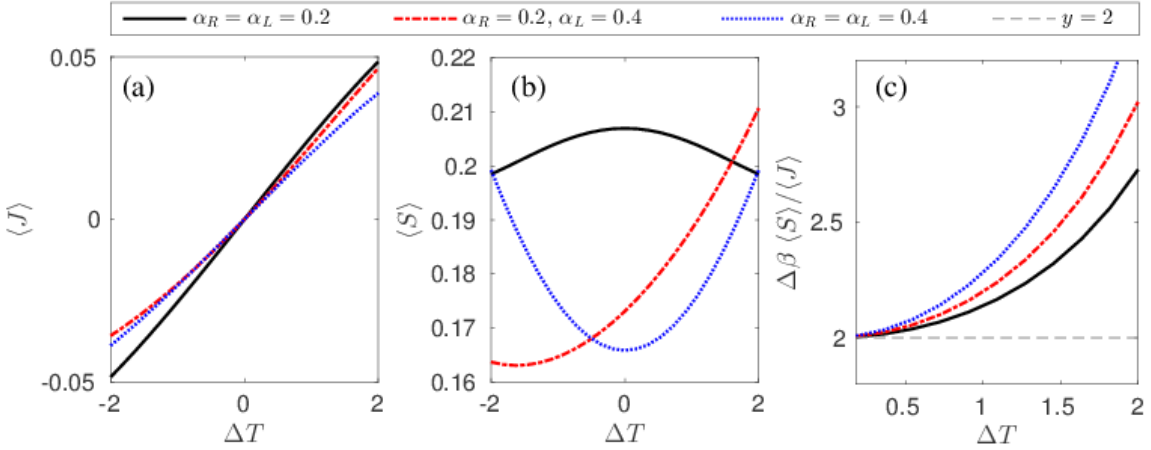 α_R = α_L = 0.2 α_R = 0.2, α_L = 0.4 α_R = α_L = 0.4 y = 2
(a)
0.05
0
-0.05
⟨J⟩
-2 0 2
ΔT
(b)
0.22
0.21
0.2
0.19
0.18
0.17
0.16
⟨S⟩
-2 0 2
ΔT
(c)
3
2.5
2
Δβ ⟨S⟩/⟨J⟩
0.5 1 1.5 2
ΔT